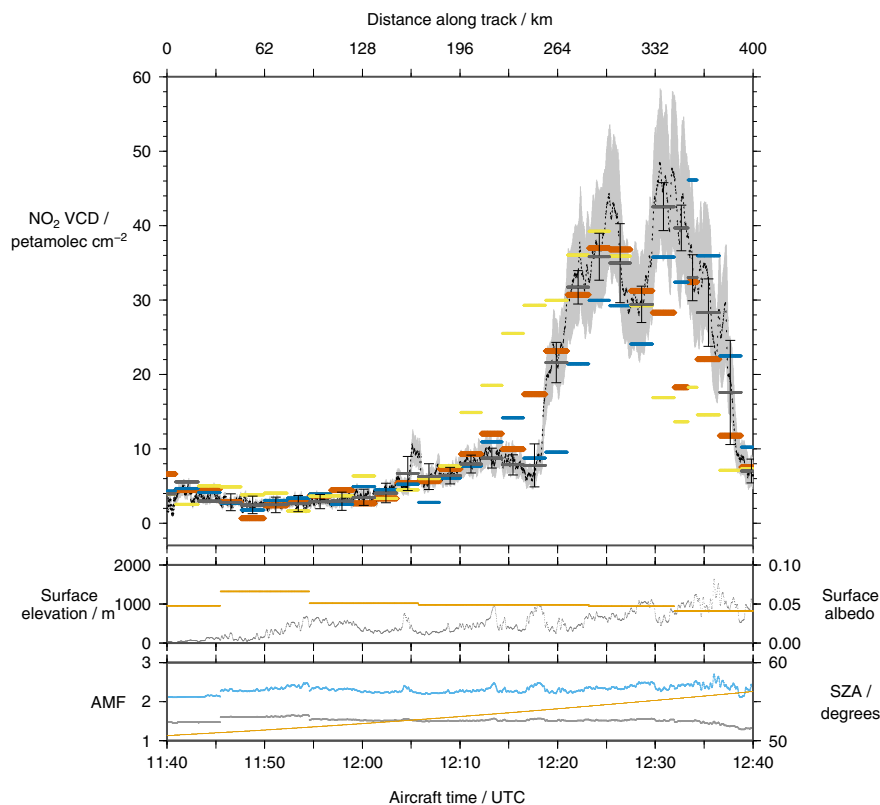 Distance along track / km
0 62 128 196 264 332 400
60
50
40
30
20
10
0
NO₂ VCD /
petamolec cm⁻²
2000
1000
0
Surface
elevation / m
0.10
0.05
0.00
Surface
albedo
3
2
1
AMF
60
50
SZA /
degrees
11:40 11:50 12:00 12:10 12:20 12:30 12:40
Aircraft time / UTC